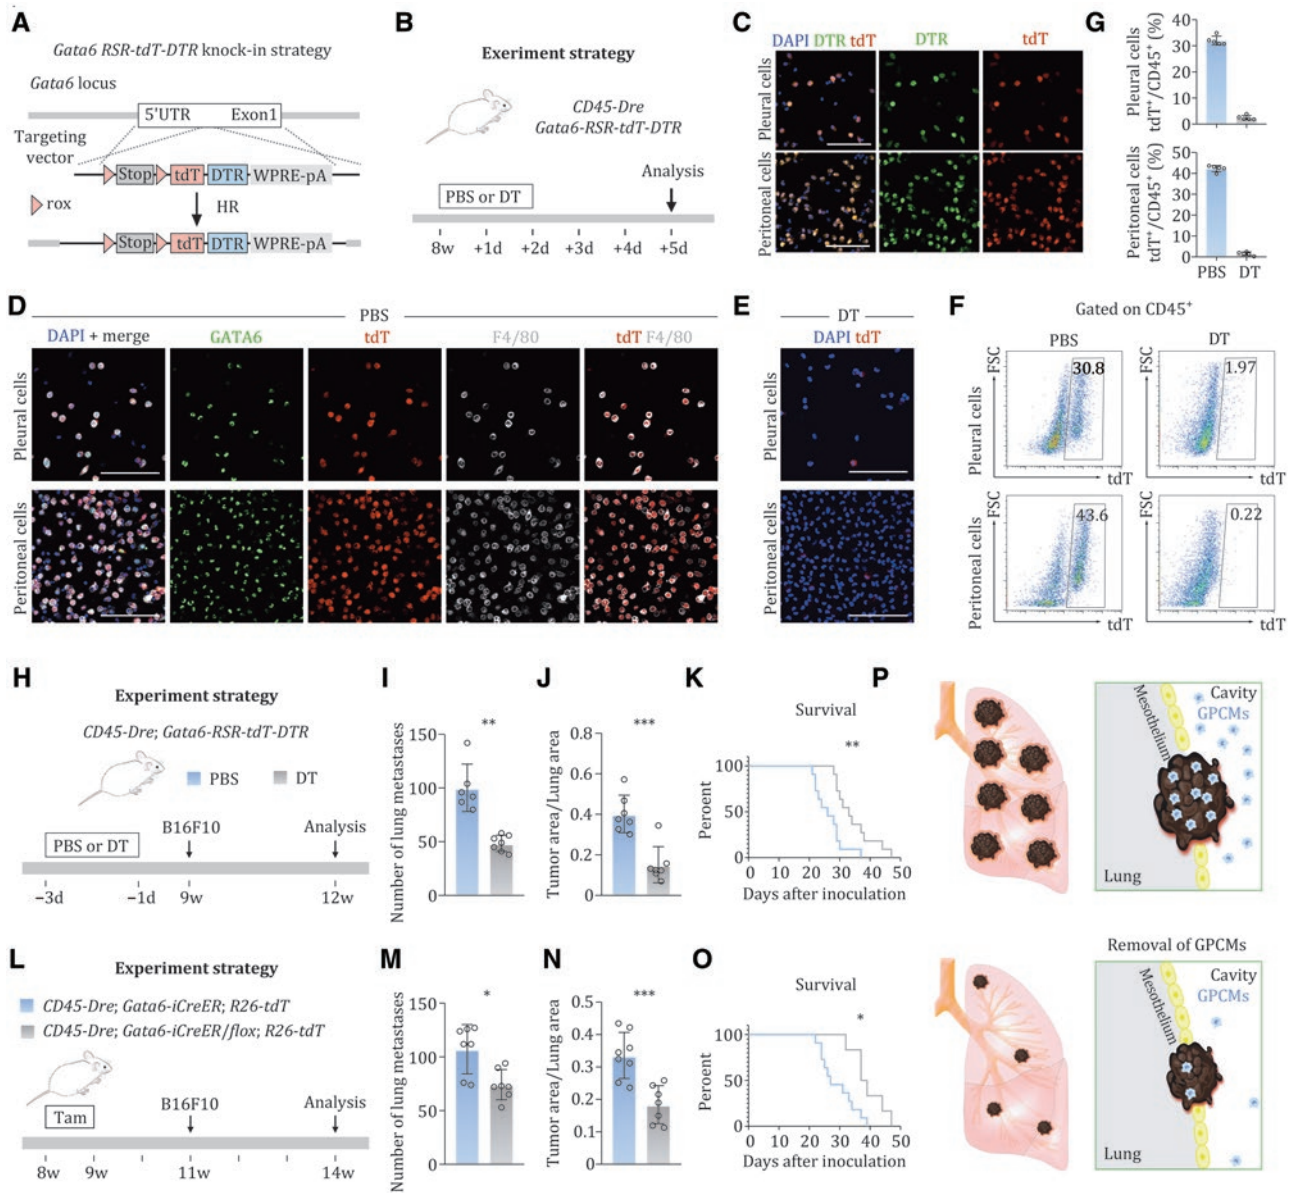 A
Gata6 RSR-tdT-DTR knock-in strategy
Gata6 locus
5'UTR Exon1
Targeting
vector
Stop tdT DTR WPRE-pA
rox
HR
Stop tdT DTR WPRE-pA
B
Exeriment strategy
CD45-Dre
Gata6-RSR-tdT-DTR
Analysis
PBS or DT
8w +1d +2d +3d +4d +5d
C
DAPI DTR tdT DTR tdT
Pleural cells
Peritoneal cells
G
Pleural cells
tdT+/CD45+ (%)
40
30
20
10
0
Peritoneal cells
tdT+/CD45+ (%)
50
40
30
20
10
0
PBS DT
D
PBS
DAPI + merge GATA6 tdT F4/80 tdT F4/80
Pleural cells
Peritoneal cells
E
DT
DAPI tdT
Pleural cells
Peritoneal cells
F
Gated on CD45+
PBS DT
FSC 30.8 FSC 1.97
Pleural cells
tdT tdT
FSC 43.6 FSC 0.22
Peritoneal cells
tdT tdT
H
Experiment strategy
CD45-Dre; Gata6-RSR-tdT-DTR
PBS DT
B16F10 Analysis
PBS or DT
−3d −1d 9w 12w
I
**
Number of lung metastases
150
100
50
0
J
***
Tumor area/Lung area
0.8
0.6
0.4
0.2
0
K
Survival
**
Percent
100
50
0
0 10 20 30 40 50
Days after inoculation
P
Mesothelium
Cavity
GPCMs
Lung
L
Experiment strategy
CD45-Dre; Gata6-iCreER; R26-tdT
CD45-Dre; Gata6-iCreER/flox; R26-tdT
B16F10 Analysis
Tam
8w 9w 11w 14w
M
*
Number of lung metastases
150
100
50
0
N
***
Tumor area/Lung area
0.5
0.4
0.3
0.2
0.1
0
O
Survival
*
Percent
100
50
0
0 10 20 30 40 50
Days after inoculation
Removal of GPCMs
Mesothelium
Cavity
GPCMs
Lung